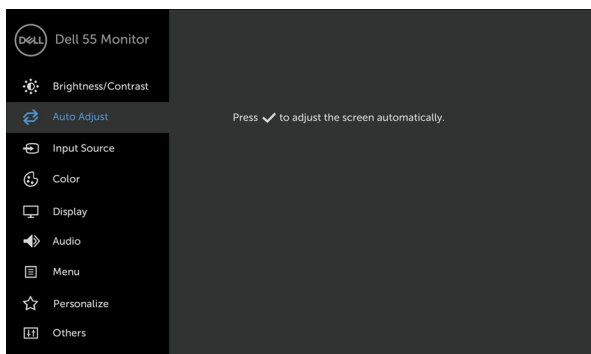 DELL Dell 55 Monitor
Brightness/Contrast
Auto Adjust
Press ✓ to adjust the screen automatically.
Input Source
Color
Display
Audio
Menu
Personalize
Others